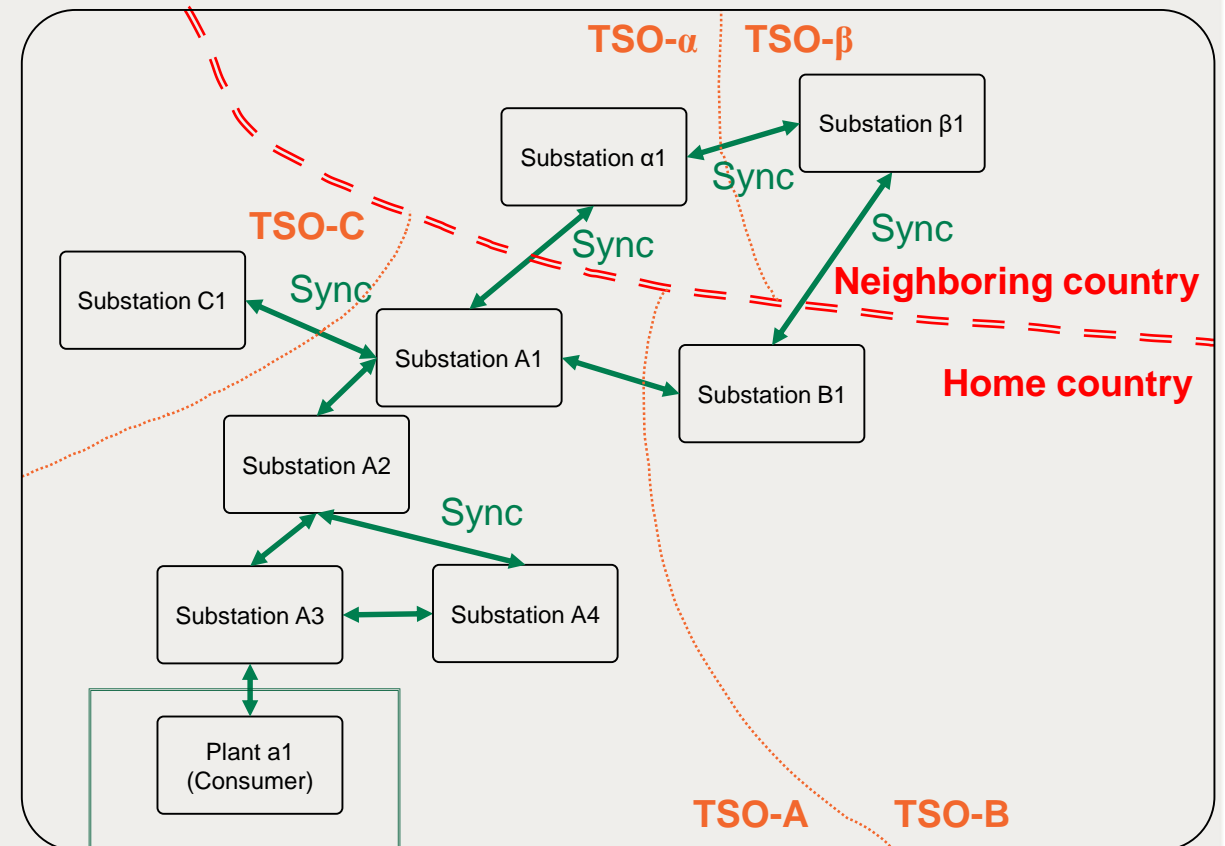 TSO-α
TSO-β
Substation α1
Substation β1
Sync
Sync
Sync
TSO-C
Substation C1
Sync
Neighboring country
Home country
Substation A1
Substation B1
Substation A2
Sync
Substation A3
Substation A4
Plant a1
(Consumer)
TSO-A
TSO-B